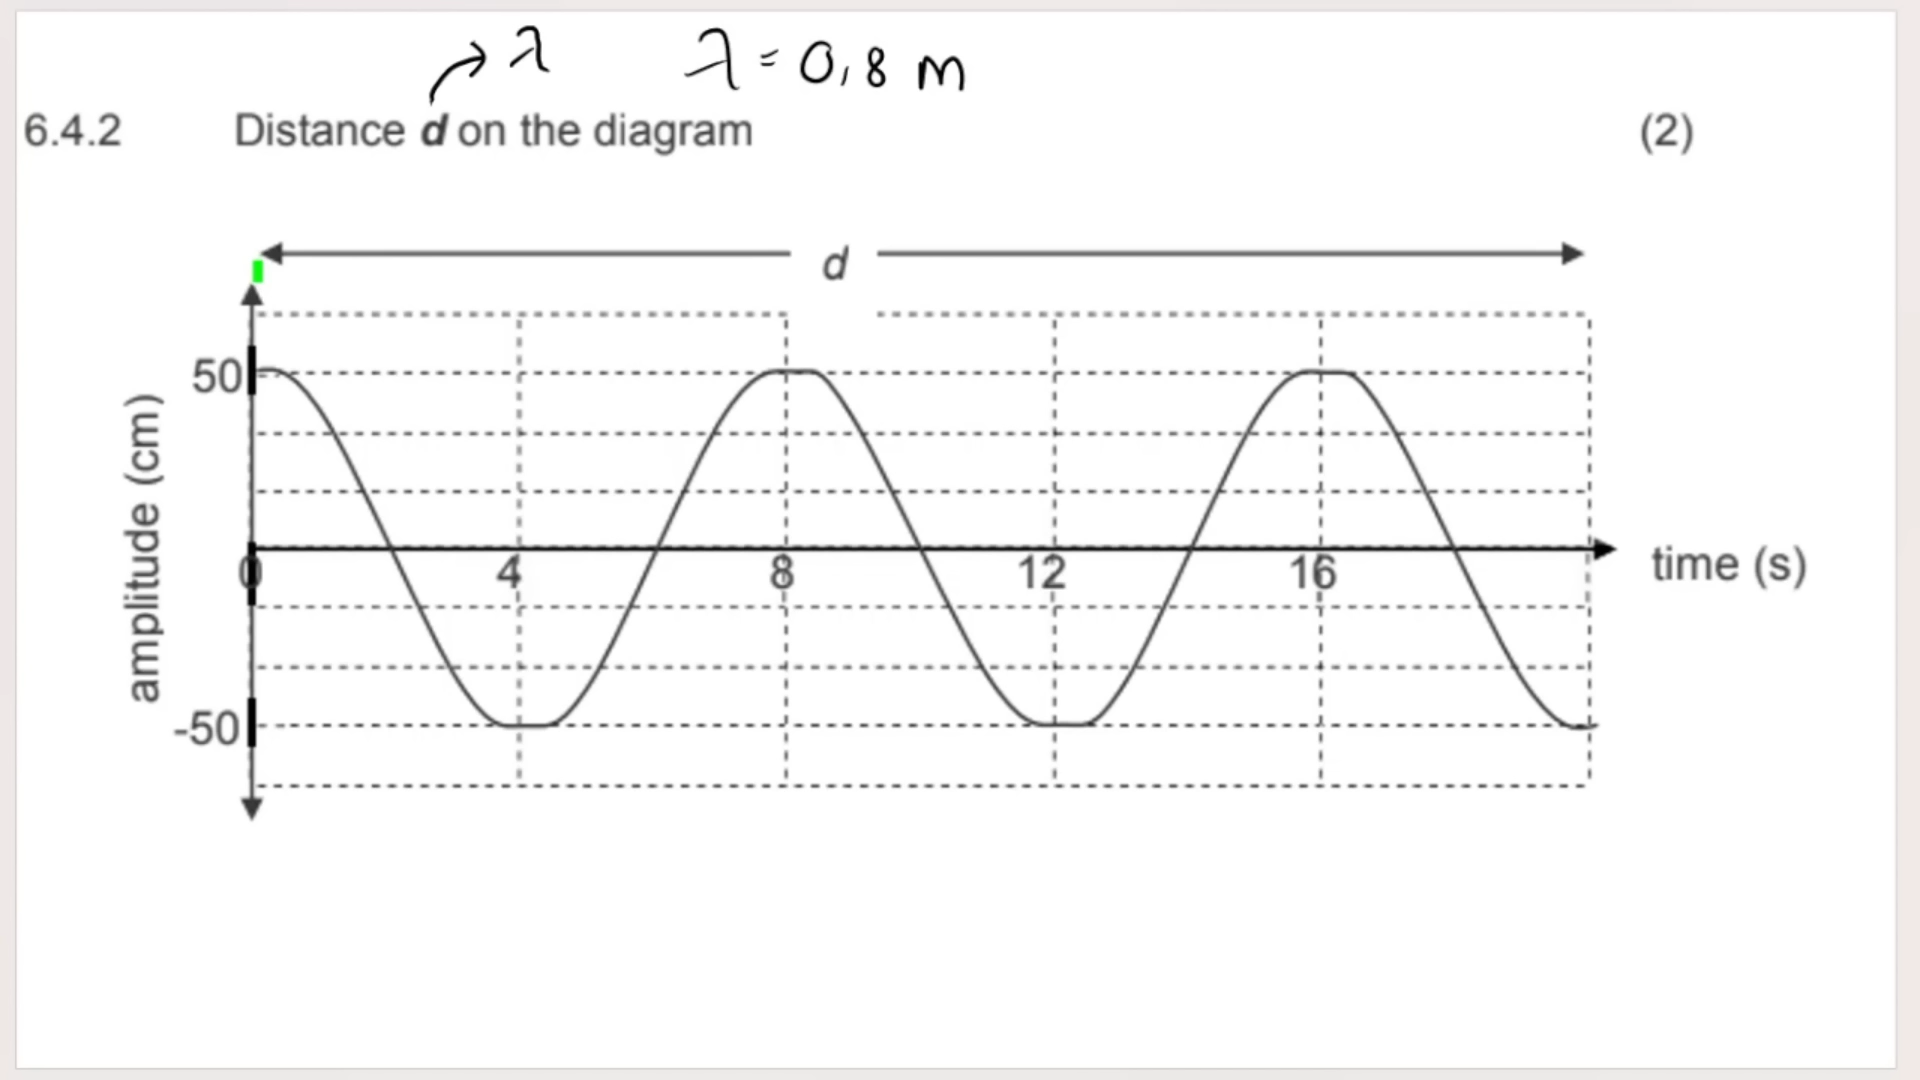 λ λ = 0,8 m
6.4.2 Distance d on the diagram (2)
d
50
amplitude (cm)
0 4 8 12 16 time (s)
-50